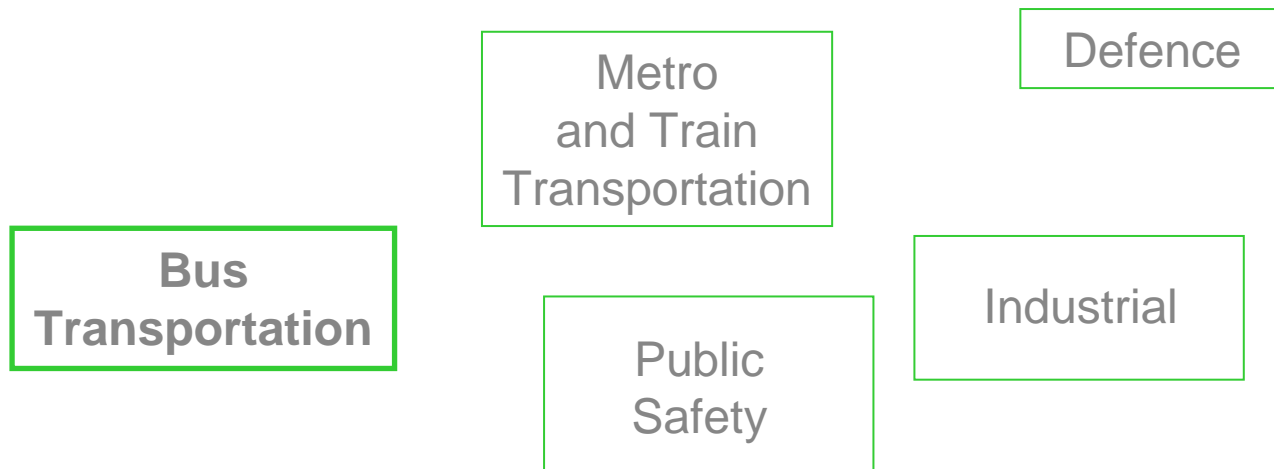 Defence
Metro
and Train
Transportation
Bus
Transportation
Industrial
Public
Safety